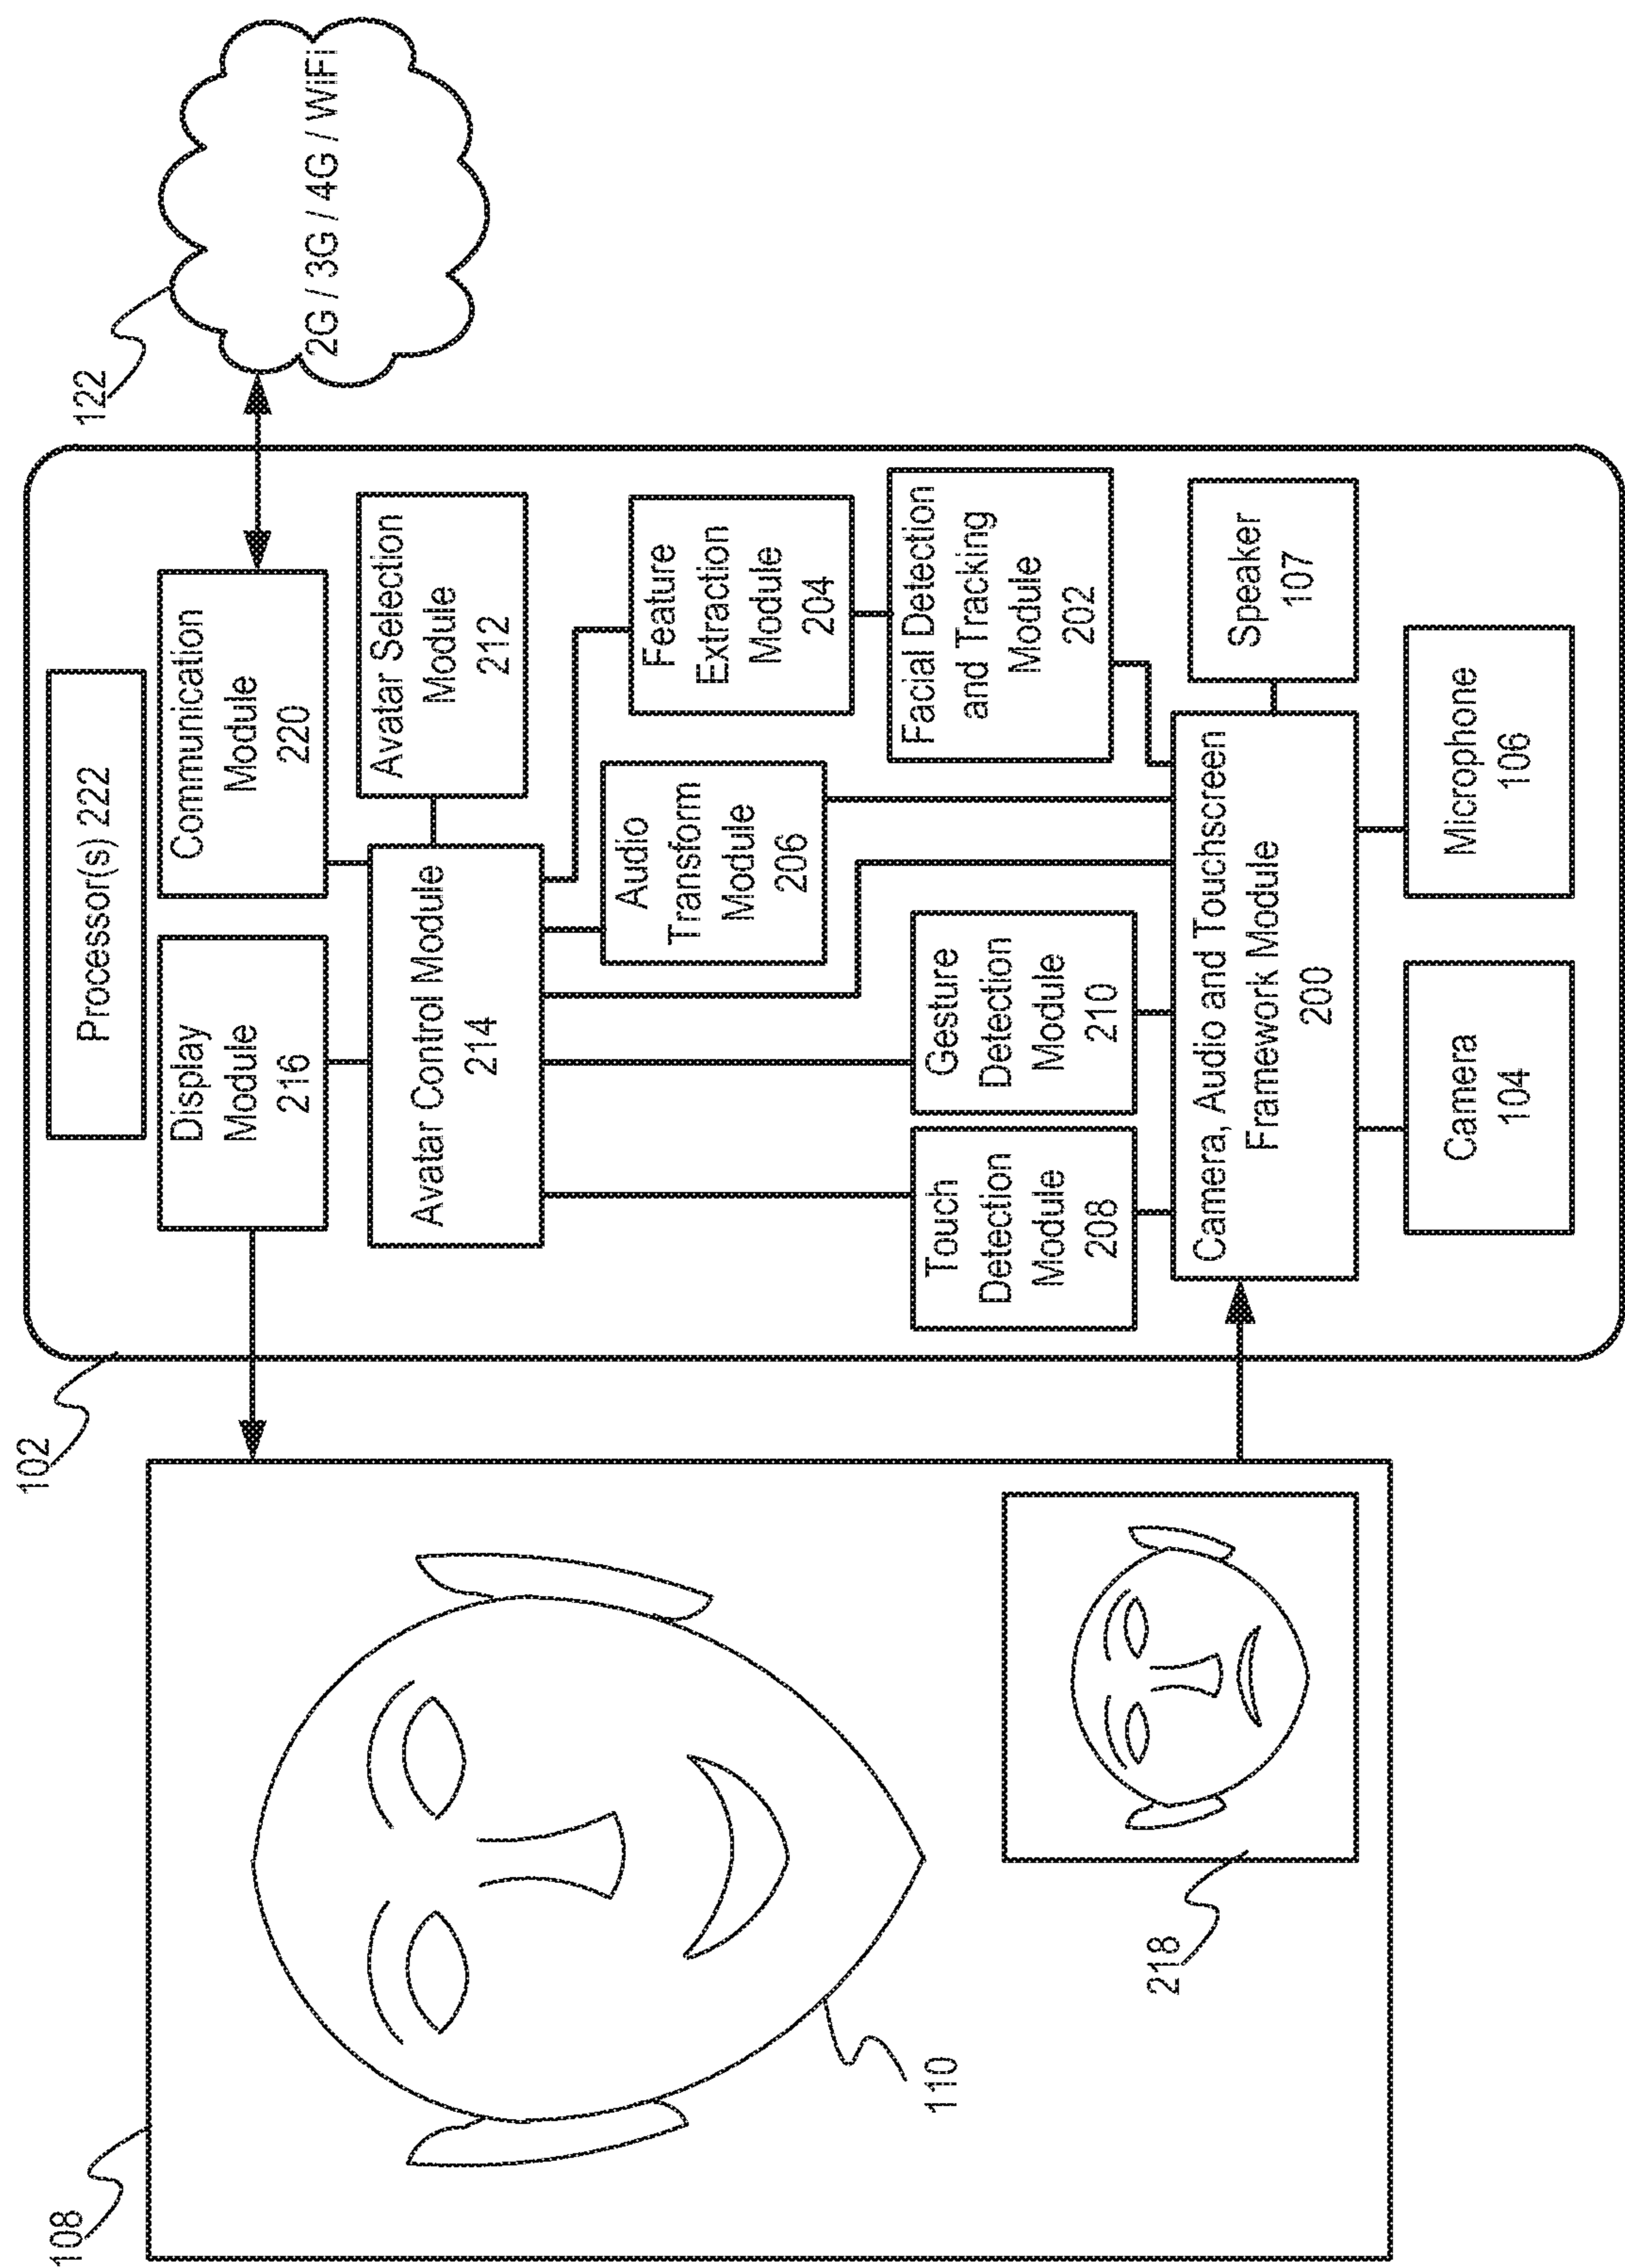 108
110
218
102
122
2G / 3G / 4G / WiFi
Processor(s) 222
Display
Module
216
Communication
Module
220
Avatar Control Module
214
Avatar Selection
Module
212
Audio
Transform
Module
206
Feature
Extraction
Module
204
Touch
Detection
Module
208
Gesture
Detection
Module
210
Facial Detection
and Tracking
Module
202
Camera, Audio and Touchscreen
Framework Module
200
Speaker
107
Camera
104
Microphone
106